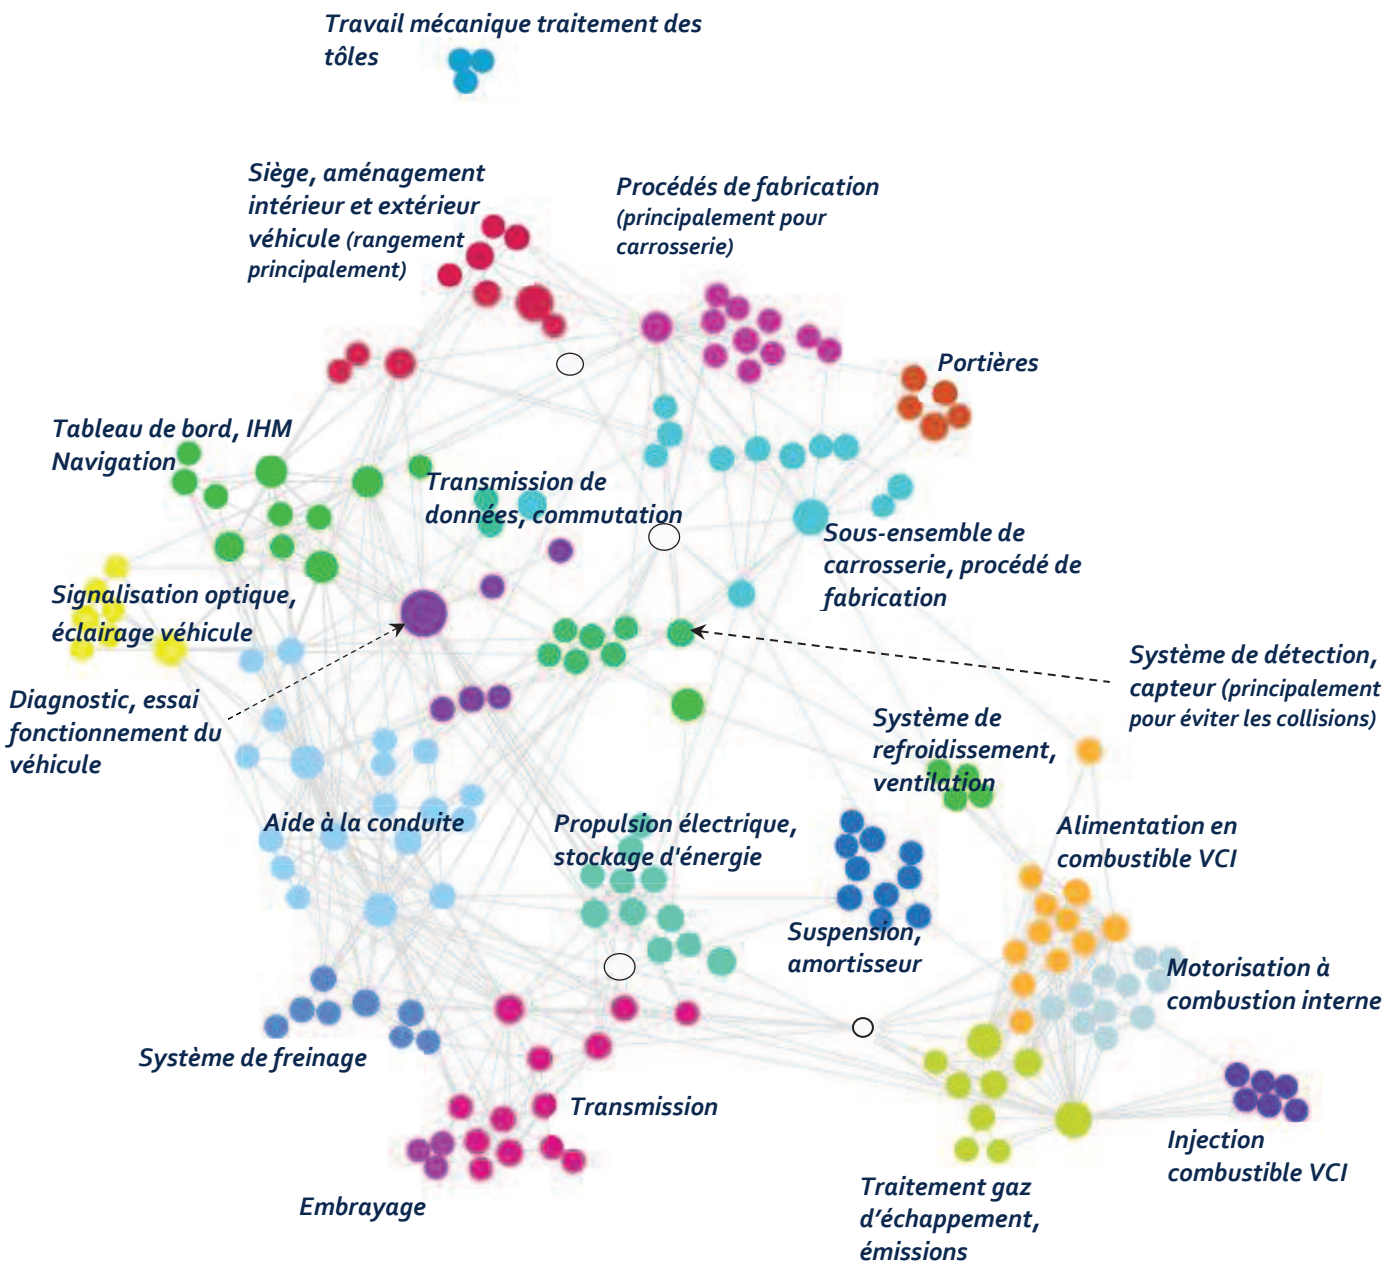 Travail mécanique traitement des
tôles
Siège, aménagement
intérieur et extérieur
véhicule (rangement
principalement)
Procédés de fabrication
(principalement pour
carrosserie)
Portières
Tableau de bord, IHM
Navigation
Transmission de
données, commutation
Sous-ensemble de
carrosserie, procédé de
fabrication
Signalisation optique,
éclairage véhicule
Système de détection,
capteur (principalement
pour éviter les collisions)
Diagnostic, essai
fonctionnement du
véhicule
Système de
refroidissement,
ventilation
Aide à la conduite
Propulsion électrique,
stockage d'énergie
Alimentation en
combustible VCI
Suspension,
amortisseur
Motorisation à
combustion interne
Système de freinage
Transmission
Injection
combustible VCI
Embrayage
Traitement gaz
d’échappement,
émissions